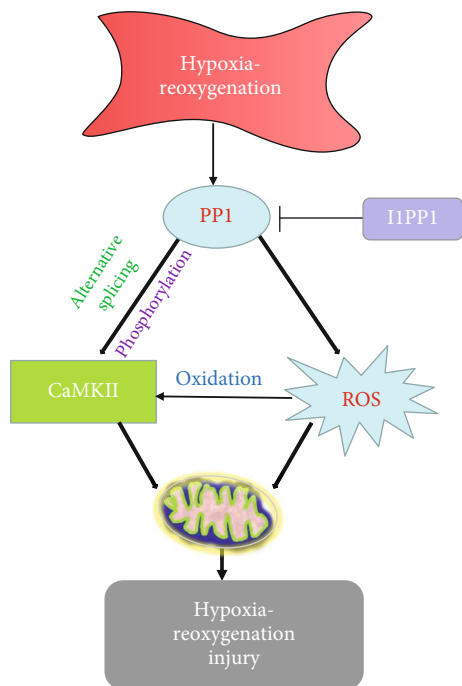 Hypoxia-
reoxygenation
PP1
I1PP1
Alternative
splicing
Phosphorylation
CaMKII
Oxidation
ROS
Hypoxia-
reoxygenation
injury